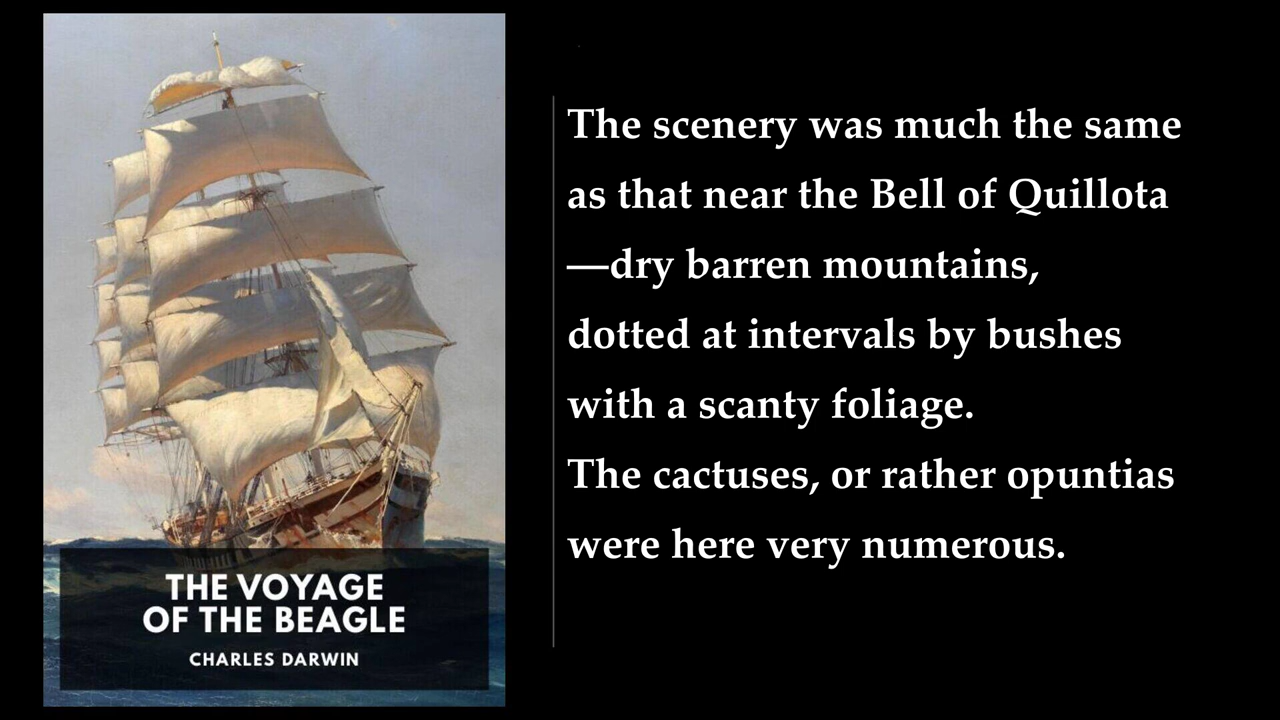 THE VOYAGE
OF THE BEAGLE
CHARLES DARWIN
The scenery was much the same
as that near the Bell of Quillota
—dry barren mountains,
dotted at intervals by bushes
with a scanty foliage.
The cactuses, or rather opuntias
were here very numerous.